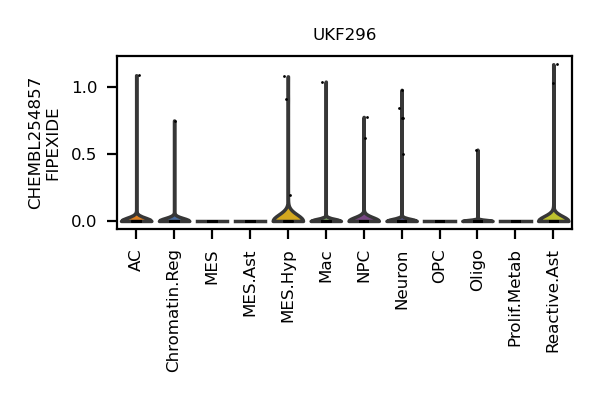 UKF296
CHEMBL254857
FIPEXIDE
1.0
0.5
0.0
AC
Chromatin.Reg
MES
MES.Ast
MES.Hyp
Mac
NPC
Neuron
OPC
Oligo
Prolif.Metab
Reactive.Ast